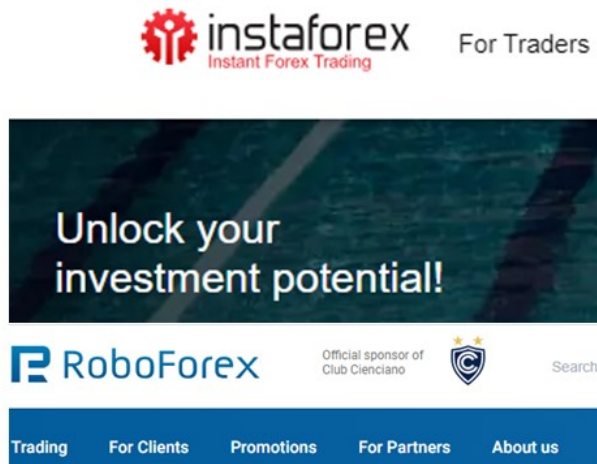 instaforex
Instant Forex Trading
For Traders
Unlock your
investment potential!
RoboForex
Official sponsor of
Club Cienciano
Search
Trading For Clients Promotions For Partners About us